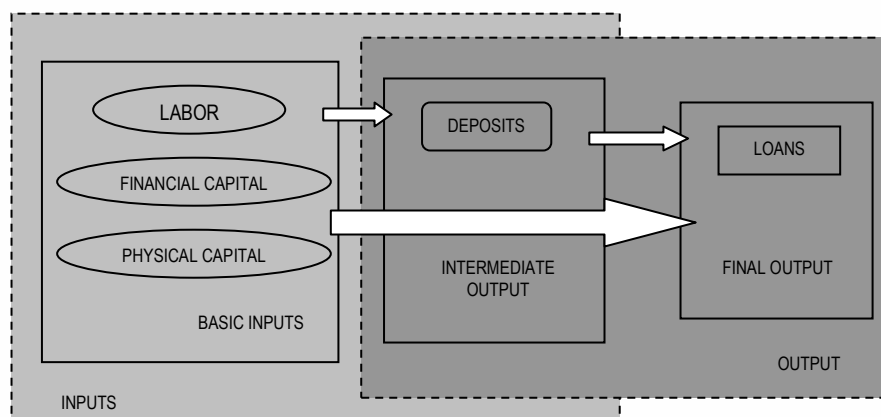 LABOR
FINANCIAL CAPITAL
PHYSICAL CAPITAL
BASIC INPUTS
INPUTS
DEPOSITS
INTERMEDIATE
OUTPUT
LOANS
FINAL OUTPUT
OUTPUT